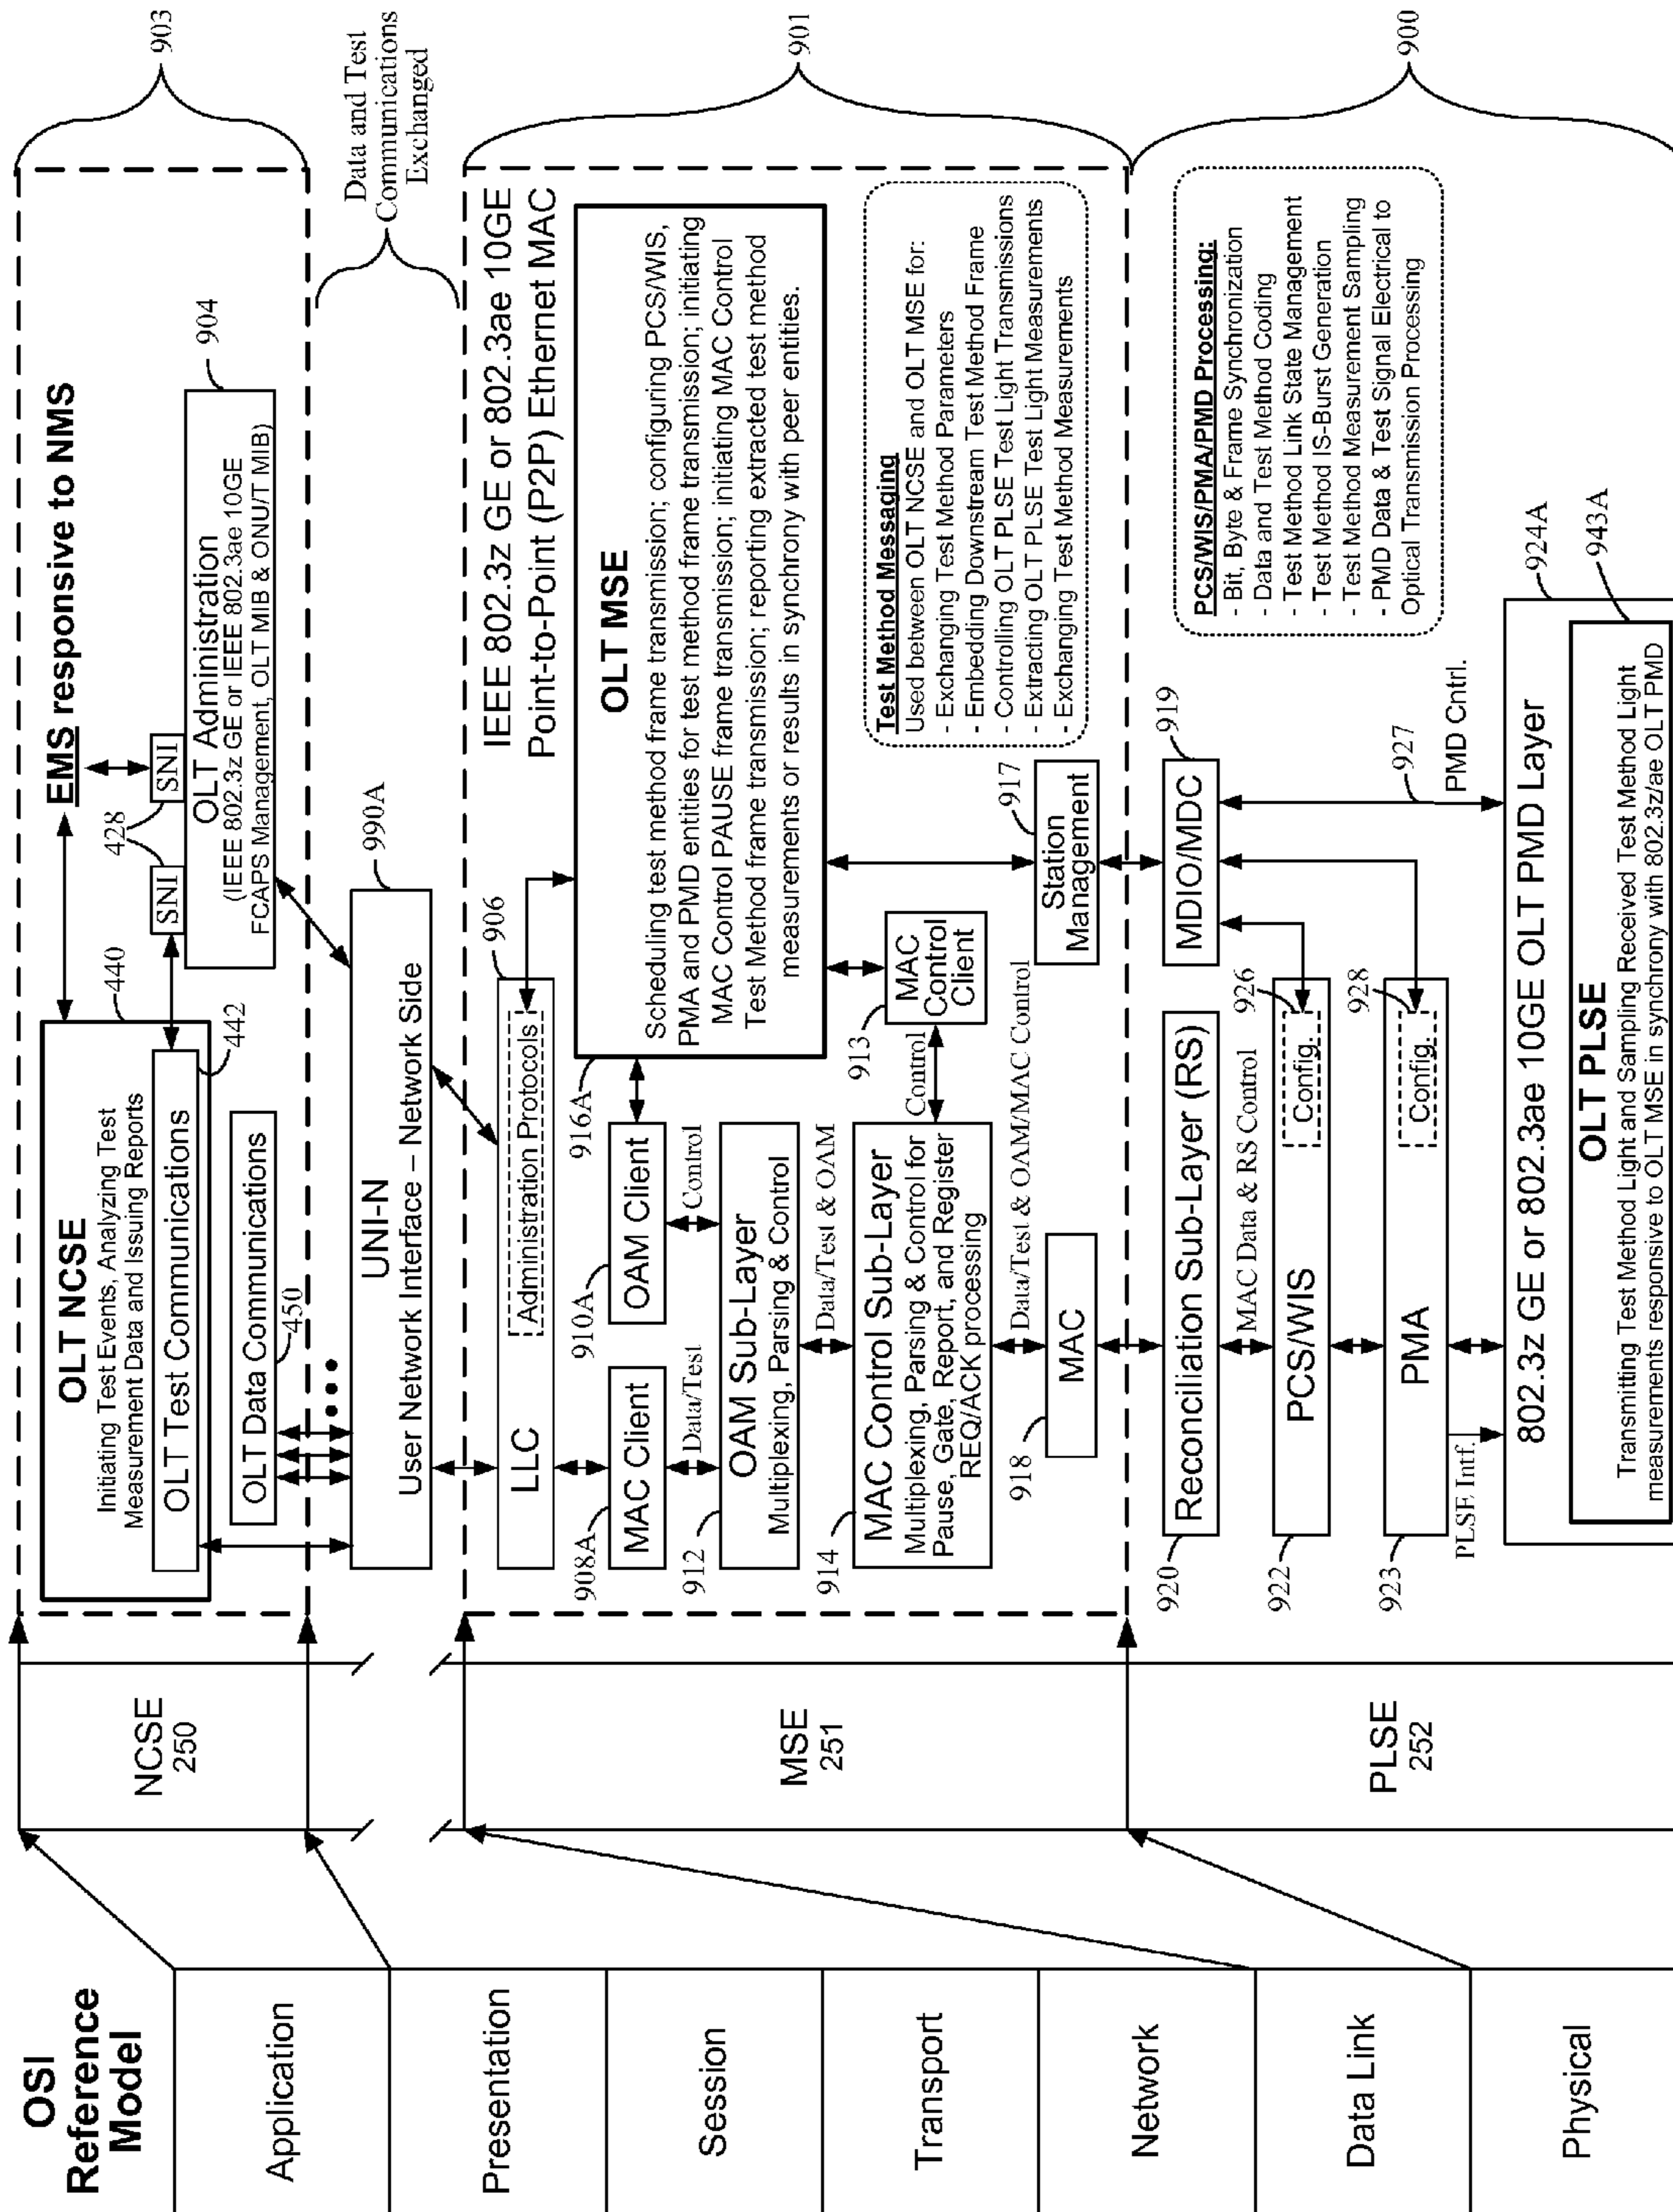 OSI
Reference
Model
Application
Presentation
Session
Transport
Network
Data Link
Physical
NCSE
250
MSE
251
PLSE
252
OLT NCSE
Initiating Test Events, Analyzing Test
Measurement Data and Issuing Reports
OLT Test Communications
440
442
OLT Data Communications
450
EMS responsive to NMS
428
SNI
SNI
OLT Administration
(IEEE 802.3z GE or IEEE 802.3ae 10GE
FCAPS Management, OLT MIB & ONU/T MIB)
904
903
UNI-N
User Network Interface – Network Side
990A
Data and Test
Communications
Exchanged
IEEE 802.3z GE or 802.3ae 10GE
Point-to-Point (P2P) Ethernet MAC
LLC
Administration Protocols
906
908A
MAC Client
910A
OAM Client
916A
OLT MSE
Scheduling test method frame transmission; configuring PCS/WIS,
PMA and PMD entities for test method frame transmission; initiating
MAC Control PAUSE frame transmission; initiating MAC Control
Test Method frame transmission; reporting extracted test method
measurements or results in synchrony with peer entities.
Data/Test
Control
912
OAM Sub-Layer
Multiplexing, Parsing & Control
Data/Test & OAM
914
MAC Control Sub-Layer
Multiplexing, Parsing & Control for
Pause, Gate, Report, and Register
REQ/ACK processing
Control
913
MAC
Control
Client
Data/Test & OAM/MAC Control
918
MAC
917
Station
Management
Test Method Messaging
Used between OLT NCSE and OLT MSE for:
- Exchanging Test Method Parameters
- Embedding Downstream Test Method Frame
- Controlling OLT PLSE Test Light Transmissions
- Extracting OLT PLSE Test Light Measurements
- Exchanging Test Method Measurements
901
920
Reconciliation Sub-Layer (RS)
MDIO/MDC
919
MAC Data & RS Control
922
PCS/WIS
Config.
926
923
PMA
Config.
928
PLSE Intf.
927
PMD Cntrl.
PCS/WIS/PMA/PMD Processing:
- Bit, Byte & Frame Synchronization
- Data and Test Method Coding
- Test Method Link State Management
- Test Method IS-Burst Generation
- Test Method Measurement Sampling
- PMD Data & Test Signal Electrical to
Optical Transmission Processing
900
802.3z GE or 802.3ae 10GE OLT PMD Layer
924A
OLT PLSE
Transmitting Test Method Light and Sampling Received Test Method Light
measurements responsive to OLT MSE in synchrony with 802.3z/ae OLT PMD
943A